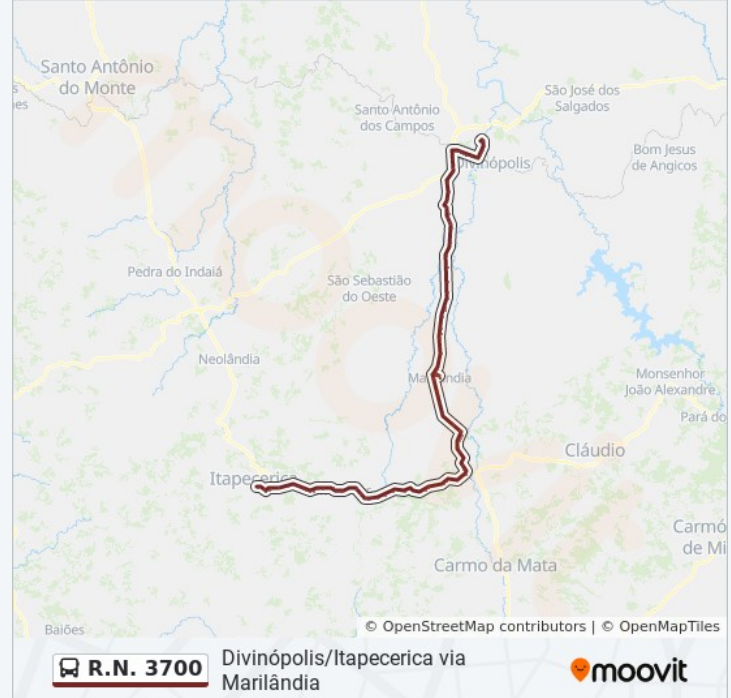 Santo Antônio
do Monte
São José dos
Salgados
Santo Antônio
dos Campos
Bom Jesus
de Angicos
Divinópolis
Pedra do Indaiá
São Sebastião
do Oeste
Neolândia
Marilândia
Monsenhor
João Alexandre
Pará do
Cláudio
Itapecerica
Carmó
de Mi
Carmo da Mata
Baiões
© OpenStreetMap contributors | © OpenMapTiles
R.N. 3700
Divinópolis/Itapecerica via
Marilândia
moovit